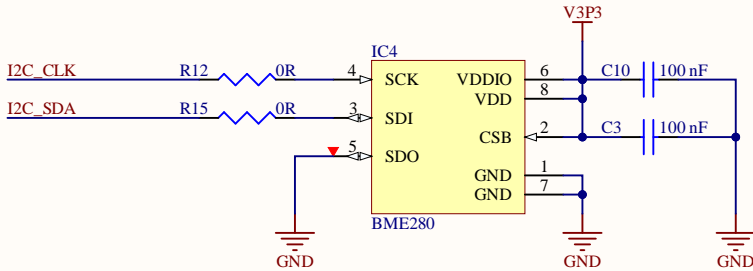 V3P3
IC4
I2C_CLK R12 0R 4 SCK VDDIO 6 C10 100 nF
VDD 8
I2C_SDA R15 0R 3 SDI CSB 2 C3 100 nF
5 SDO
GND 1
GND 7
BME280
GND GND GND